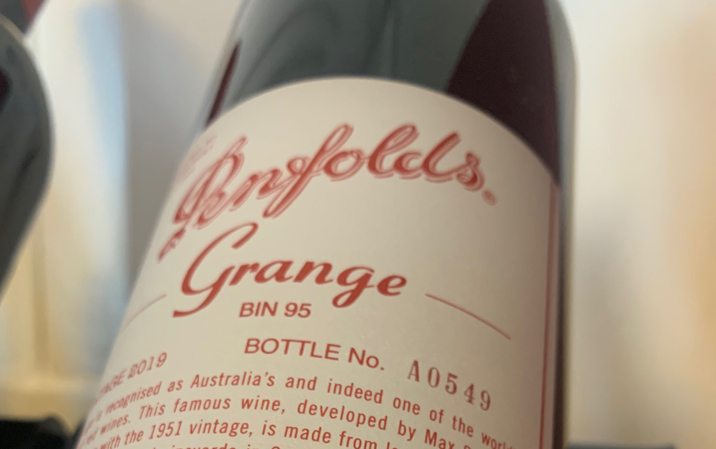 Penfolds.
Grange
BIN 95
BOTTLE No. A0549
2019
recognised as Australia's and indeed one of the
wines. This famous wine, developed by Max
with the 1951 vintage, is made from